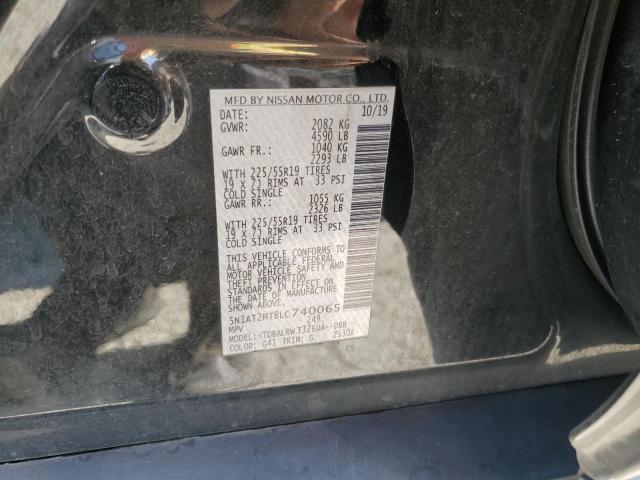 MFD BY NISSAN MOTOR CO., LTD.
DATE: 10/19
GVWR: 2082 KG
4590 LB
GAWR FR.: 1040 KG
2293 LB
WITH 225/55R19 TIRES
19 X 7J RIMS AT 33 PSI
COLD SINGLE
GAWR RR.: 1055 KG
2326 LB
WITH 225/55R19 TIRES
19 X 7J RIMS AT 33 PSI
COLD SINGLE
THIS VEHICLE CONFORMS TO
ALL APPLICABLE FEDERAL
MOTOR VEHICLE SAFETY AND
THEFT PREVENTION
STANDARDS IN EFFECT ON
THE DATE OF MANUFACTURE
SHOWN ABOVE.
5N1AT2MT8LC740065
MPV 249
MODEL:
COLOR: G41 TRIM: G 2530A